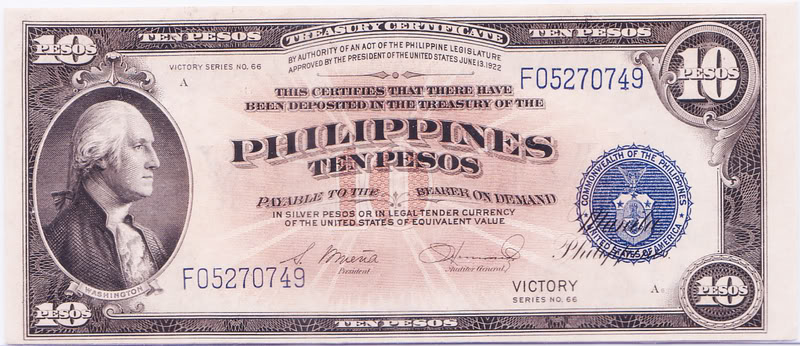 TREASURY CERTIFICATE
10 PESOS
TEN PESOS
TEN PESOS
10 PESOS
BY AUTHORITY OF AN ACT OF THE PHILIPPINE LEGISLATURE
APPROVED BY THE PRESIDENT OF THE UNITED STATES JUNE 13, 1922
VICTORY SERIES NO. 66
A
F05270749
THIS CERTIFIES THAT THERE HAVE
BEEN DEPOSITED IN THE TREASURY OF THE
PHILIPPINES
TEN PESOS
10
PAYABLE TO THE BEARER ON DEMAND
IN SILVER PESOS OR IN LEGAL TENDER CURRENCY
OF THE UNITED STATES OF EQUIVALENT VALUE
COMMONWEALTH OF THE PHILIPPINES
UNITED STATES OF AMERICA
Manila
Philippines
S. Osmeña
President
Auditor General
F05270749
WASHINGTON
VICTORY
SERIES NO. 66
A
10 PESOS
TEN PESOS
10 PESOS